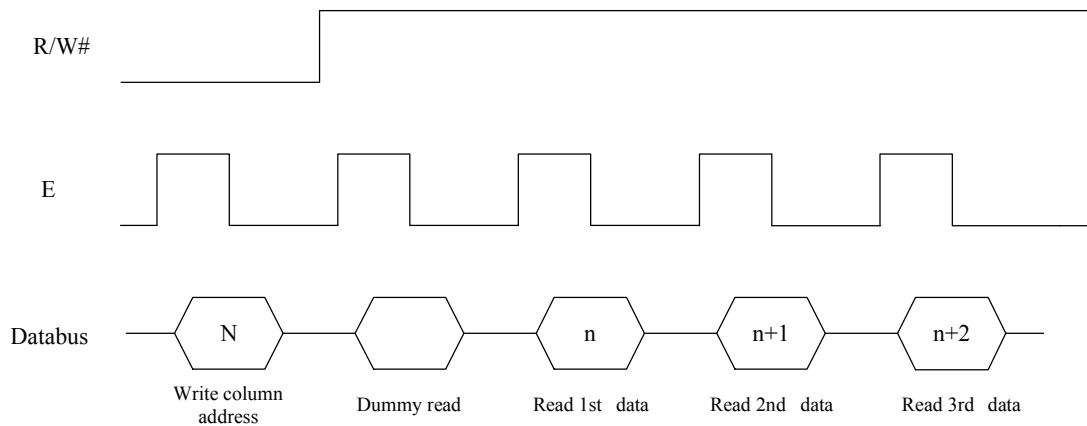 R/W#
E
Databus
N
n
n+1
n+2
Write column
address
Dummy read
Read 1st data
Read 2nd data
Read 3rd data